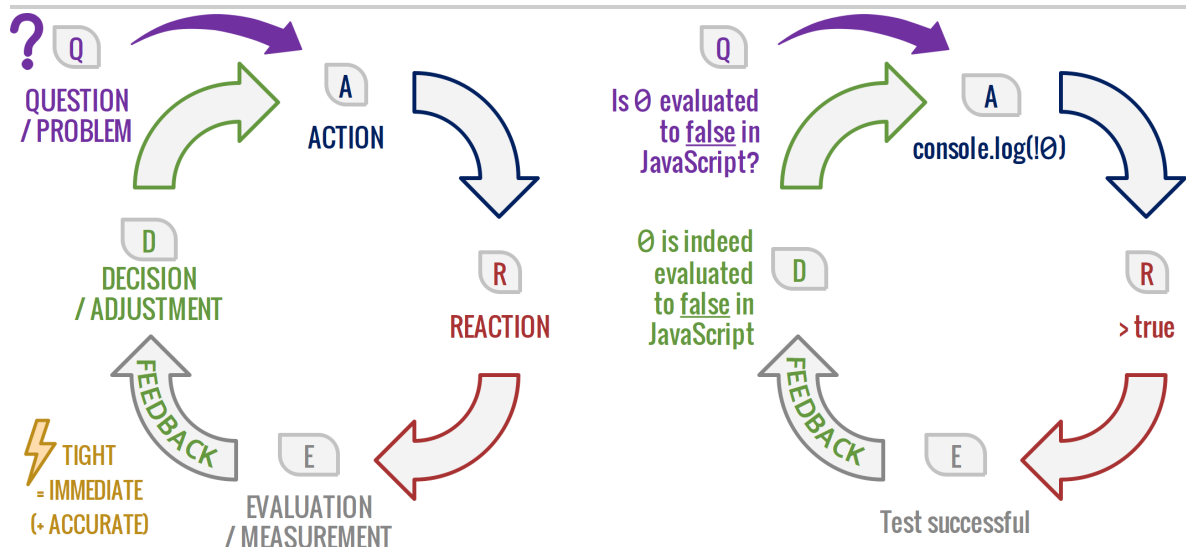 ?
Q
QUESTION
/ PROBLEM
A
ACTION
R
REACTION
E
EVALUATION
/ MEASUREMENT
FEEDBACK
D
DECISION
/ ADJUSTMENT
TIGHT
= IMMEDIATE
(+ ACCURATE)
Q
Is 0 evaluated
to false in
JavaScript?
A
console.log(!0)
R
> true
E
Test successful
FEEDBACK
D
0 is indeed
evaluated
to false in
JavaScript